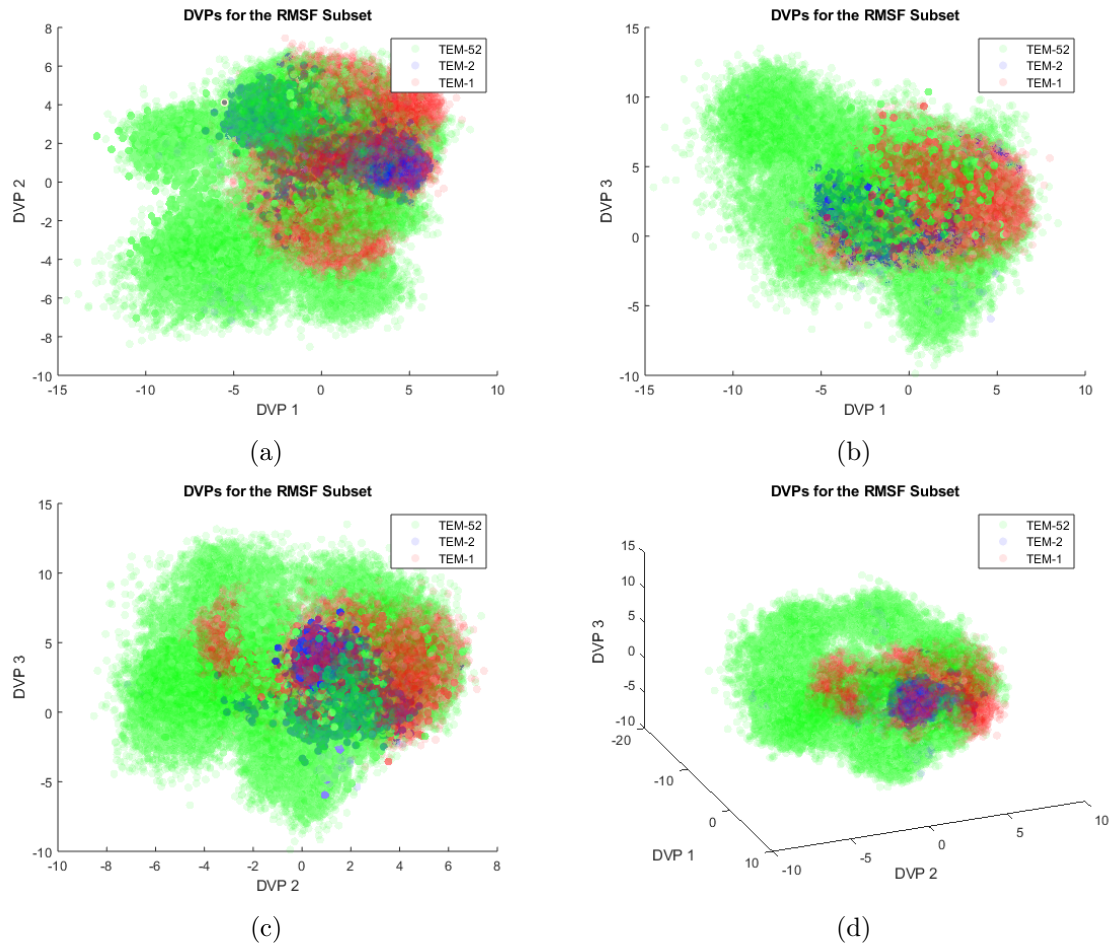 DVPs for the RMSF Subset
8
6
4
2
0
-2
-4
-6
-8
-10
DVP 2
-15
-10
-5
0
5
10
DVP 1
TEM-52
TEM-2
TEM-1
(a)
DVPs for the RMSF Subset
15
10
5
0
-5
-10
DVP 3
-15
-10
-5
0
5
10
DVP 1
TEM-52
TEM-2
TEM-1
(b)
DVPs for the RMSF Subset
15
10
5
0
-5
-10
DVP 3
-10
-8
-6
-4
-2
0
2
4
6
8
DVP 2
TEM-52
TEM-2
TEM-1
(c)
DVPs for the RMSF Subset
TEM-52
TEM-2
TEM-1
15
10
5
0
-5
-10
DVP 3
-20
-10
0
10
DVP 1
-10
-5
0
5
10
DVP 2
(d)